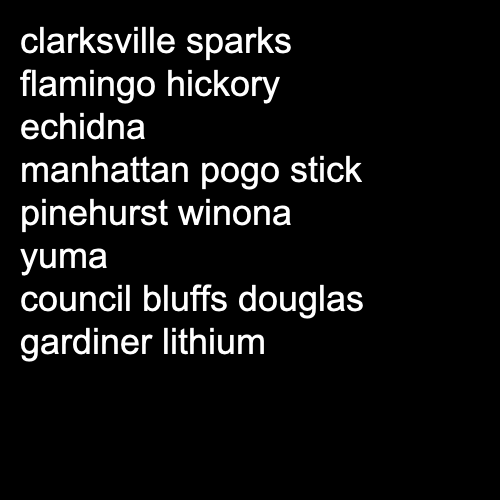 clarksville sparks
flamingo hickory
echidna
manhattan pogo stick
pinehurst winona
yuma
council bluffs douglas
gardiner lithium